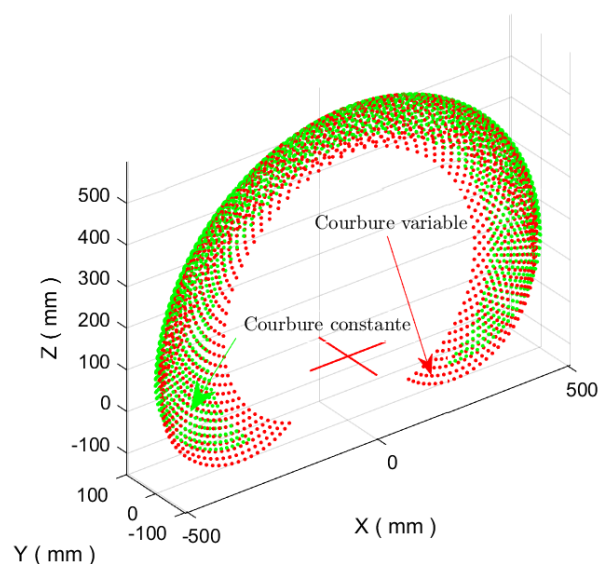 500
400
300
200
100
0
-100
Z ( mm )
Courbure variable
Courbure constante
100
0
-100
Y ( mm )
-500
0
500
X ( mm )